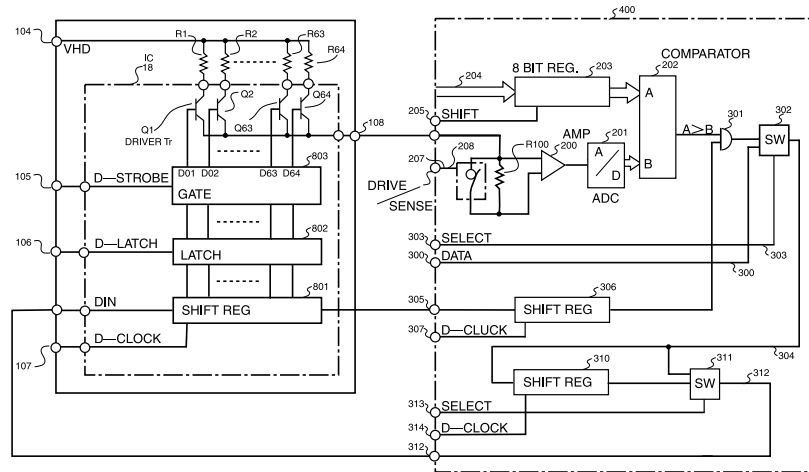 400
104
VHD
R1
R2
R63
R64
IC
18
Q1
DRIVER Tr
Q2
Q63
Q64
108
D01 D02 D63 D64
803
GATE
105
D—STROBE
802
LATCH
106
D—LATCH
801
SHIFT REG
DIN
D—CLOCK
107
204
8 BIT REG.
203
COMPARATOR
202
A
B
205
SHIFT
A>B
301
302
SW
207
208
DRIVE
SENSE
R100
AMP
200
201
A
D
ADC
303
SELECT
303
300
DATA
300
305
306
SHIFT REG
307
D—CLUCK
304
310
SHIFT REG
311
SW
312
313
SELECT
314
D—CLOCK
312